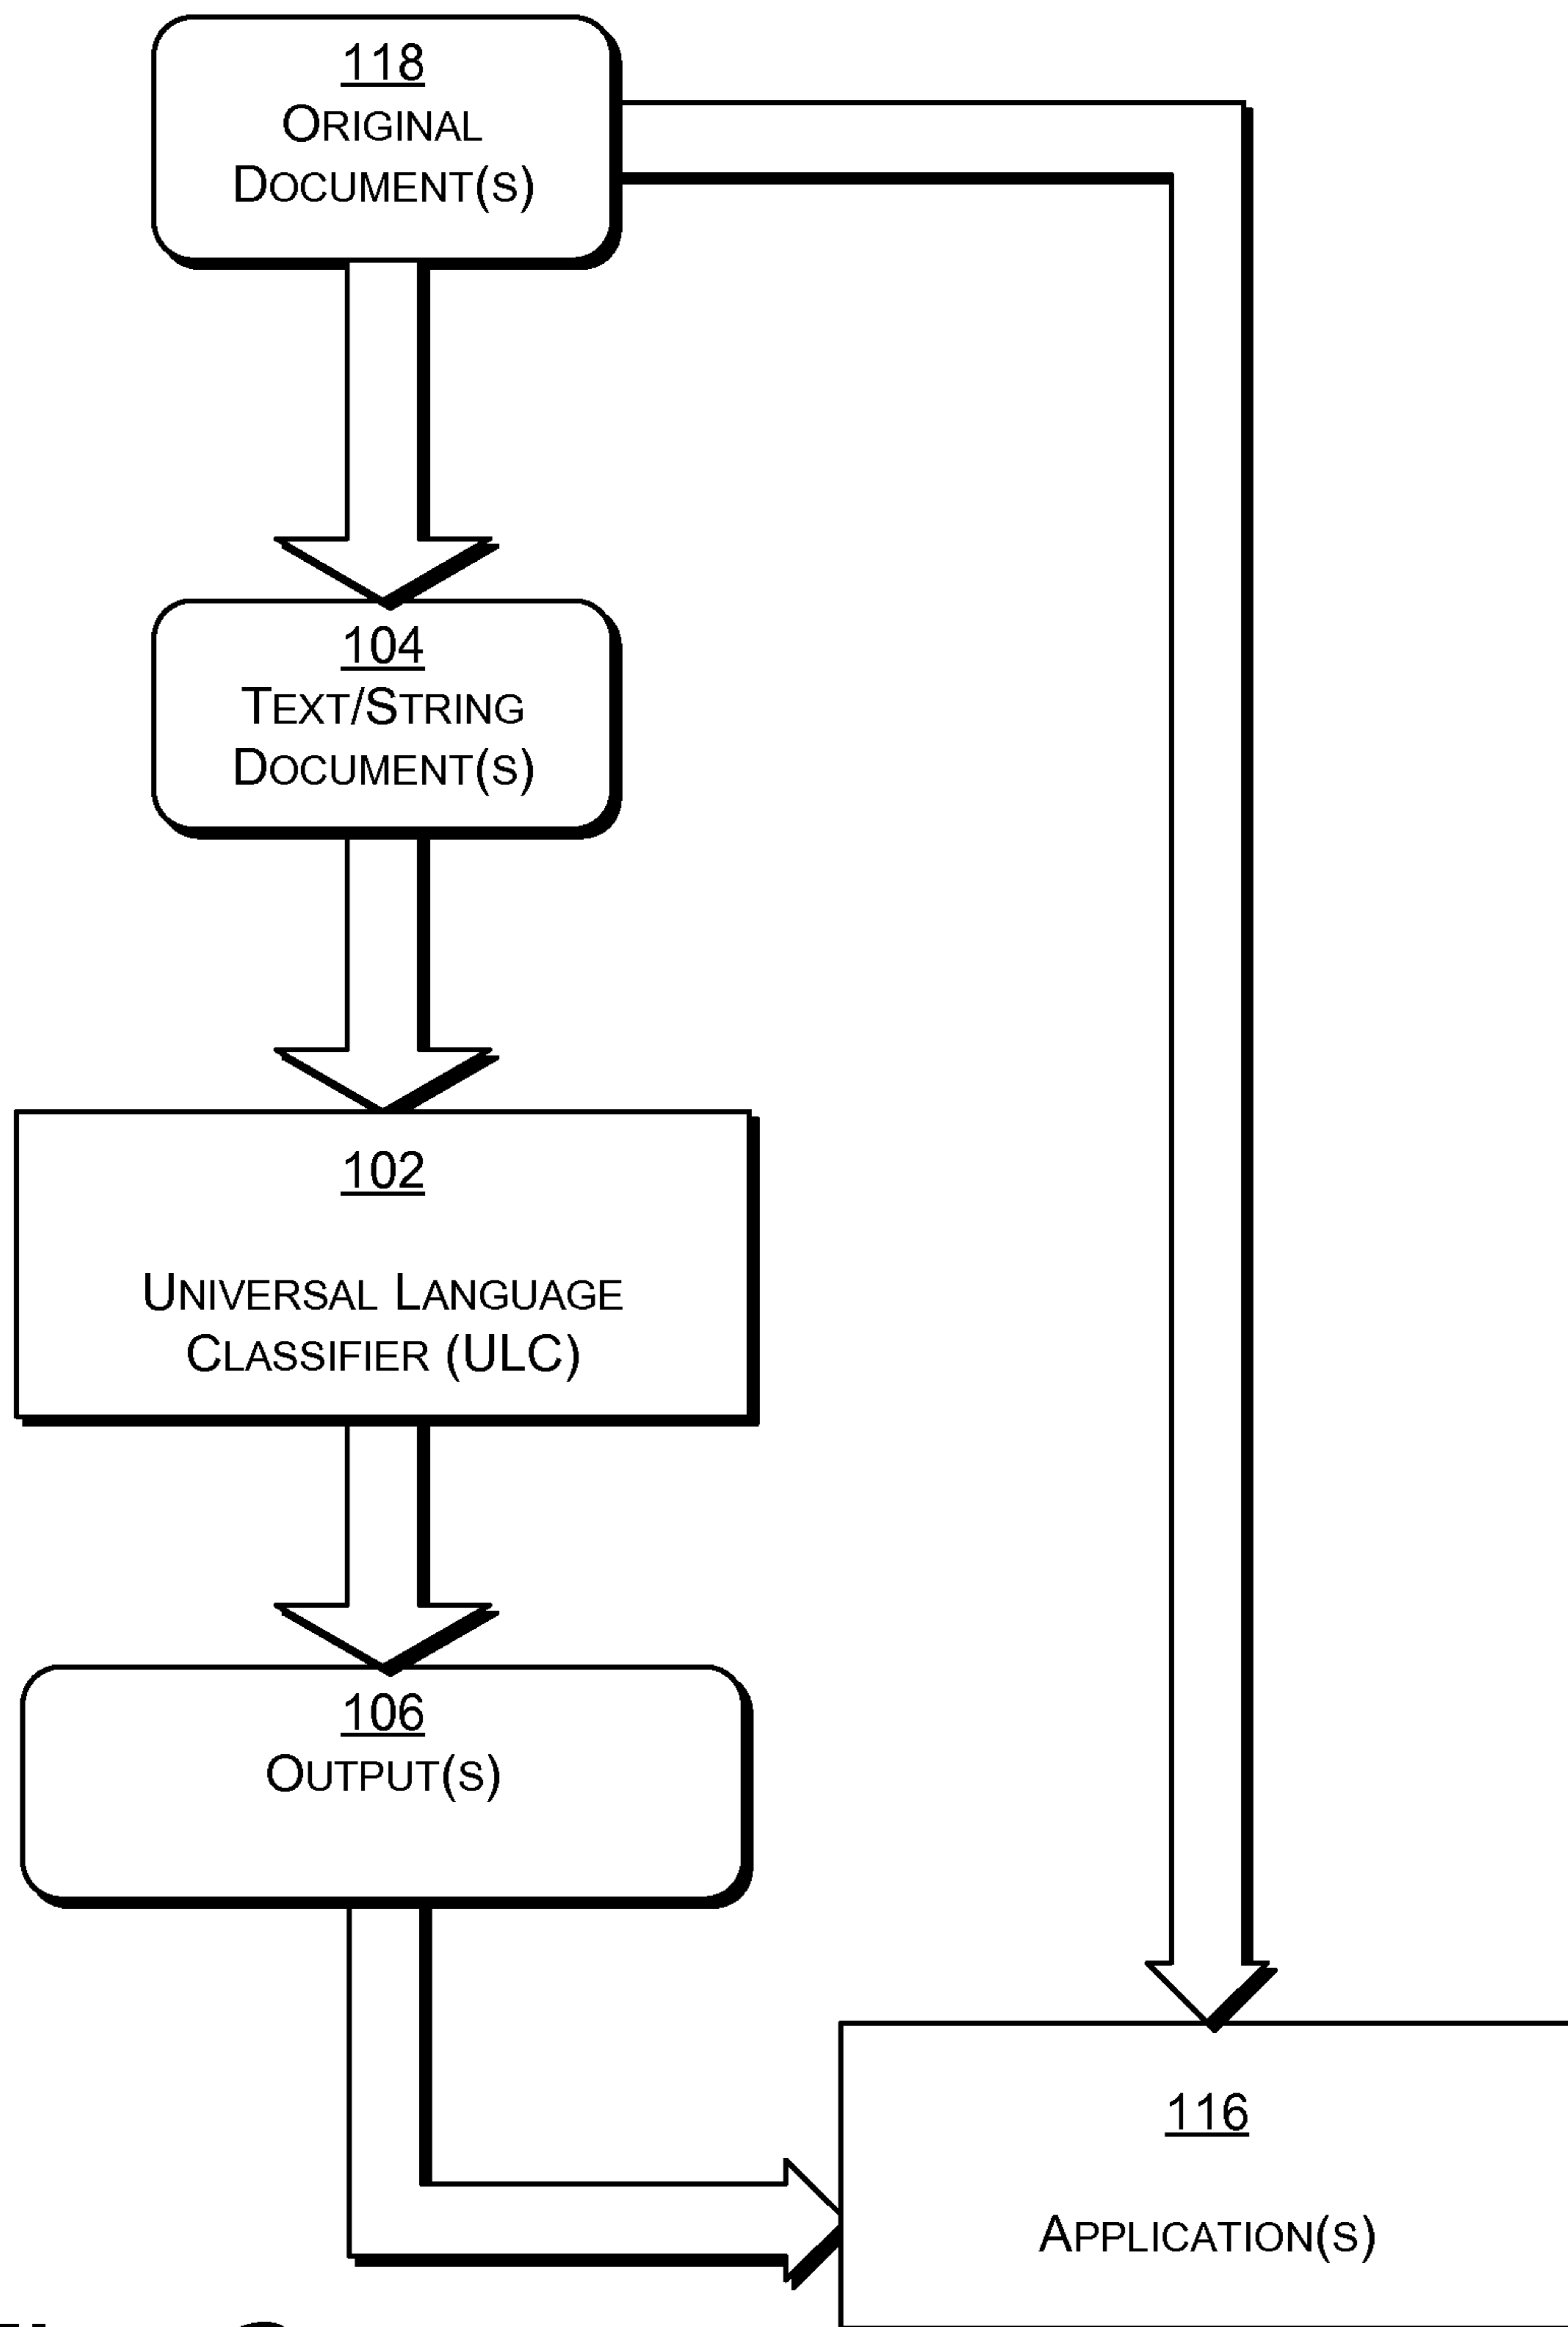 118
ORIGINAL
DOCUMENT(S)
104
TEXT/STRING
DOCUMENT(S)
102
UNIVERSAL LANGUAGE
CLASSIFIER (ULC)
106
OUTPUT(S)
116
APPLICATION(S)